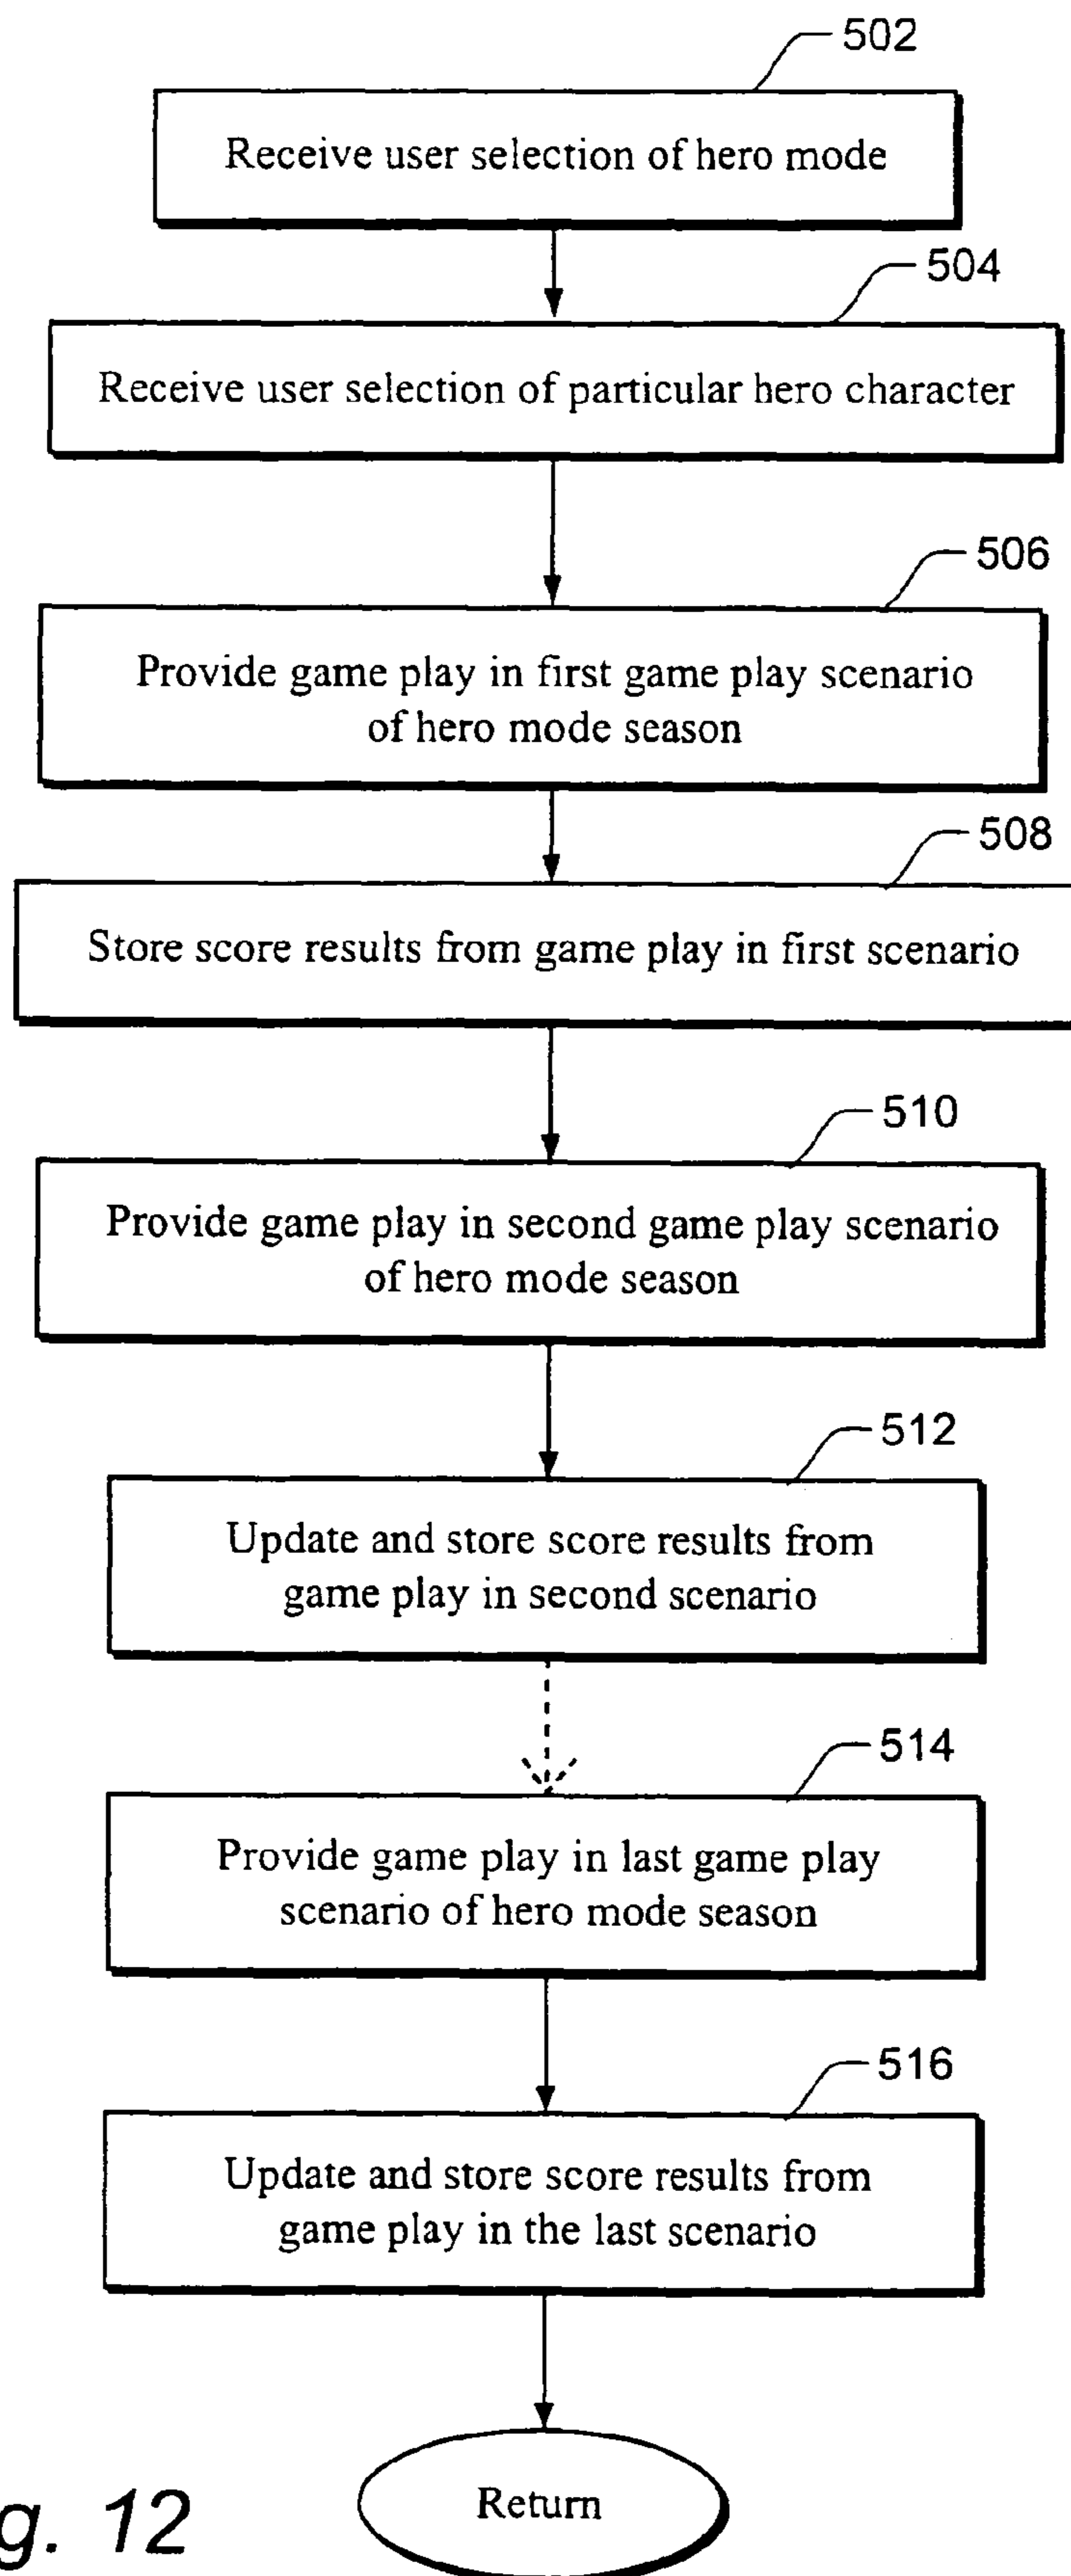 502
Receive user selection of hero mode
504
Receive user selection of particular hero character
506
Provide game play in first game play scenario
of hero mode season
508
Store score results from game play in first scenario
510
Provide game play in second game play scenario
of hero mode season
512
Update and store score results from
game play in second scenario
514
Provide game play in last game play
scenario of hero mode season
516
Update and store score results from
game play in the last scenario
Return
g. 12